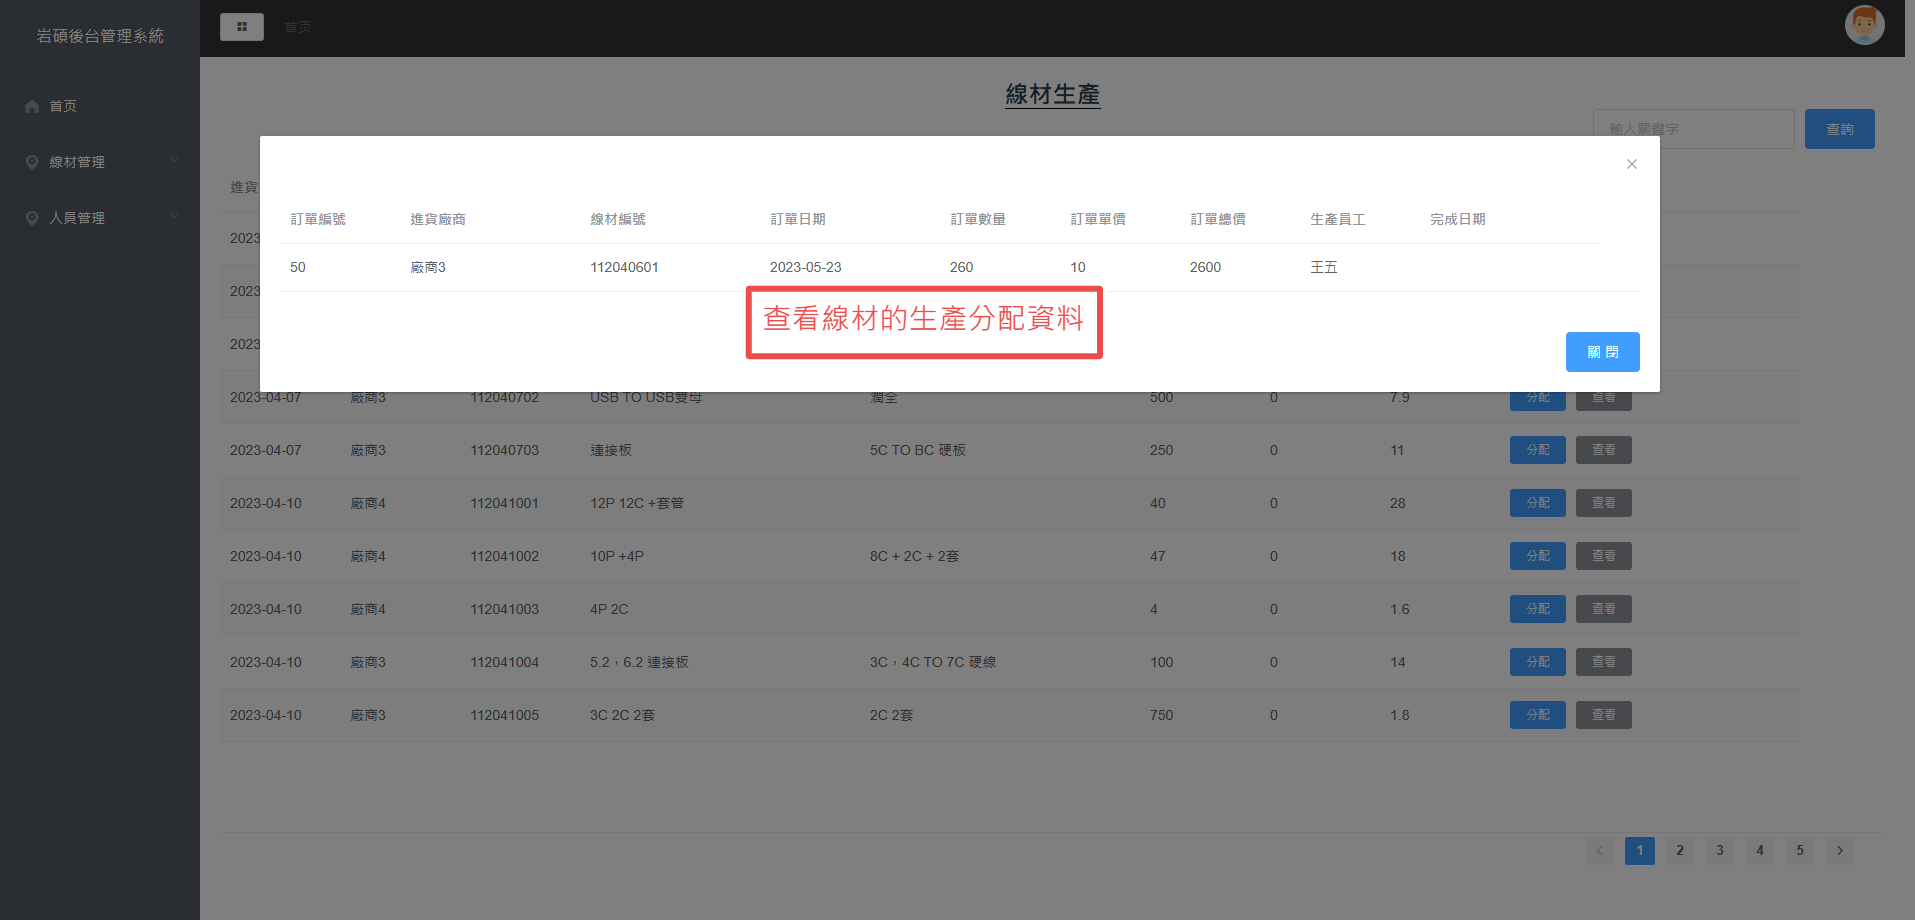 岩碩後台管理系統
首页
首页
線材管理
人員管理
線材生產
輸入關鍵字 查詢
進貨
訂單編號 進貨廠商 線材編號 訂單日期 訂單數量 訂單單價 訂單總價 生產員工 完成日期
50 廠商3 112040601 2023-05-23 260 10 2600 王五
查看線材的生產分配資料
關閉
2023
2023
2023
2023-04-07 廠商3 112040702 USB TO USB雙母 潤全 500 0 7.9 分配 查看
2023-04-07 廠商3 112040703 連接板 5C TO BC 硬板 250 0 11 分配 查看
2023-04-10 廠商4 112041001 12P 12C +套管 40 0 28 分配 查看
2023-04-10 廠商4 112041002 10P +4P 8C + 2C + 2套 47 0 18 分配 查看
2023-04-10 廠商4 112041003 4P 2C 4 0 1.6 分配 查看
2023-04-10 廠商3 112041004 5.2，6.2 連接板 3C，4C TO 7C 硬線 100 0 14 分配 查看
2023-04-10 廠商3 112041005 3C 2C 2套 2C 2套 750 0 1.8 分配 查看
1 2 3 4 5